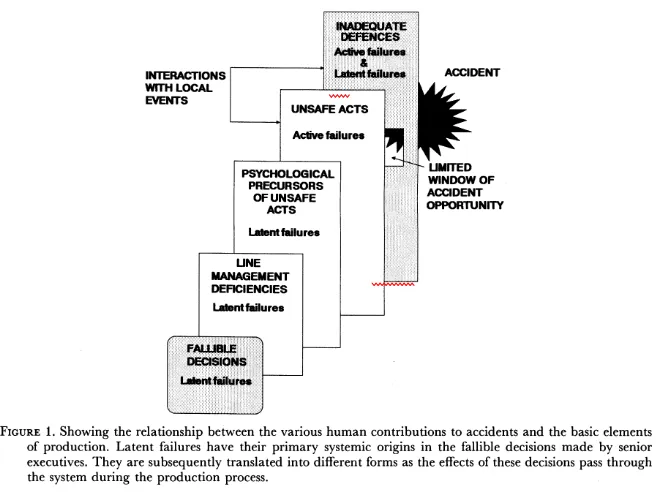 INADEQUATE
DEFENCES
Active failures
&
Latent failures
INTERACTIONS
WITH LOCAL
EVENTS
ACCIDENT
UNSAFE ACTS
Active failures
LIMITED
WINDOW OF
ACCIDENT
OPPORTUNITY
PSYCHOLOGICAL
PRECURSORS
OF UNSAFE
ACTS
Latent failures
LINE
MANAGEMENT
DEFICIENCIES
Latent failures
FALLIBLE
DECISIONS
Latent failures
FIGURE 1. Showing the relationship between the various human contributions to accidents and the basic elements
of production. Latent failures have their primary systemic origins in the fallible decisions made by senior
executives. They are subsequently translated into different forms as the effects of these decisions pass through
the system during the production process.